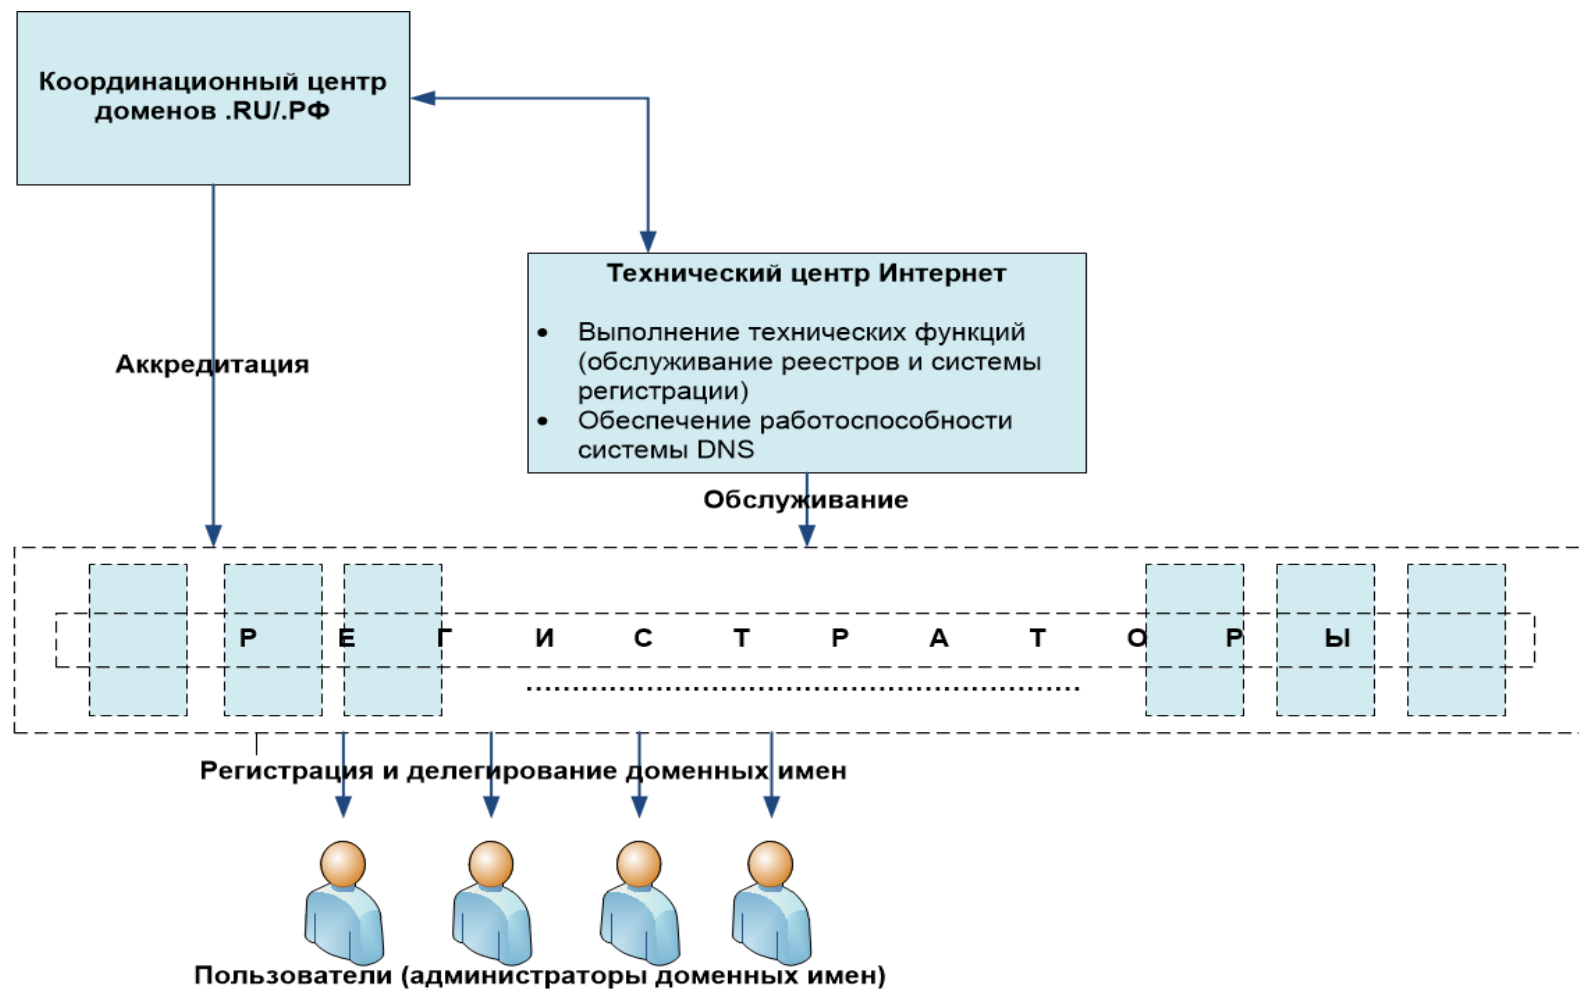 Координационный центр
доменов .RU/.РФ
Технический центр Интернет
• Выполнение технических функций
(обслуживание реестров и системы
регистрации)
• Обеспечение работоспособности
системы DNS
Аккредитация
Обслуживание
Р Е Г И С Т Р А Т О Р Ы
Регистрация и делегирование доменных имен
Пользователи (администраторы доменных имен)